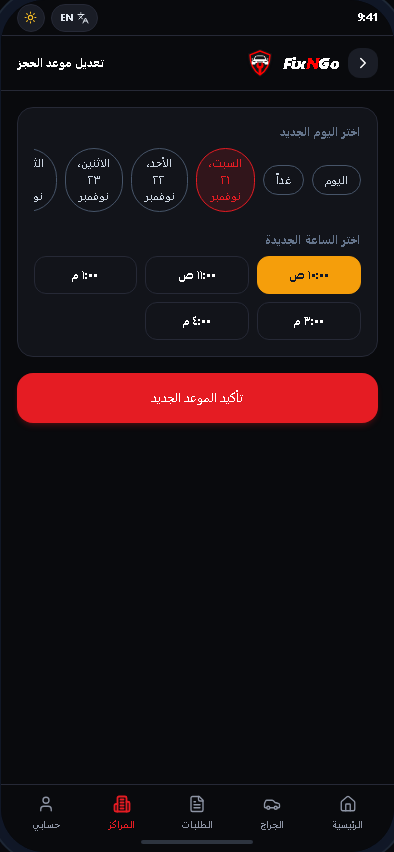 9:41
EN
FixNGo
تعديل موعد الحجز
اختر اليوم الجديد
اليوم
غداً
السبت،
٢١
نوفمبر
الأحد،
٢٢
نوفمبر
الاثنين،
٢٣
نوفمبر
اختر الساعة الجديدة
١٠:٠٠ ص
١١:٠٠ ص
١:٠٠ م
٣:٠٠ م
٤:٠٠ م
تأكيد الموعد الجديد
الرئيسية
الجراج
الطلبات
المراكز
حسابي